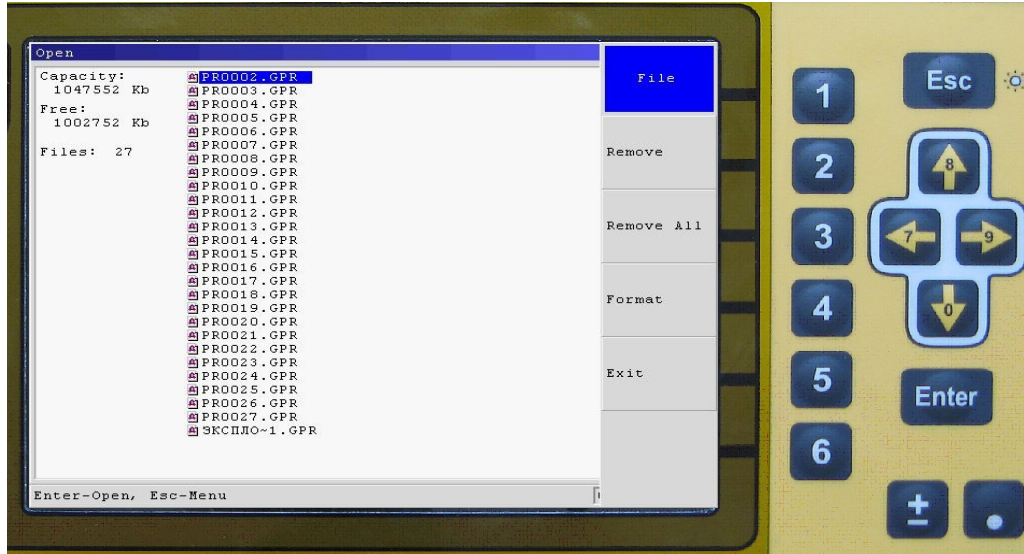 Open
Capacity:
1047552 Kb
Free:
1002752 Kb
Files: 27
PR0002.GPR
PR0003.GPR
PR0004.GPR
PR0005.GPR
PR0006.GPR
PR0007.GPR
PR0008.GPR
PR0009.GPR
PR0010.GPR
PR0011.GPR
PR0012.GPR
PR0013.GPR
PR0014.GPR
PR0015.GPR
PR0016.GPR
PR0017.GPR
PR0018.GPR
PR0019.GPR
PR0020.GPR
PR0021.GPR
PR0022.GPR
PR0023.GPR
PR0024.GPR
PR0025.GPR
PR0026.GPR
PR0027.GPR
ЭКСПЛО~1.GPR
Enter-Open, Esc-Menu
File
Remove
Remove All
Format
Exit
1
2
3
4
5
6
Esc
8
7
9
0
Enter
±
.